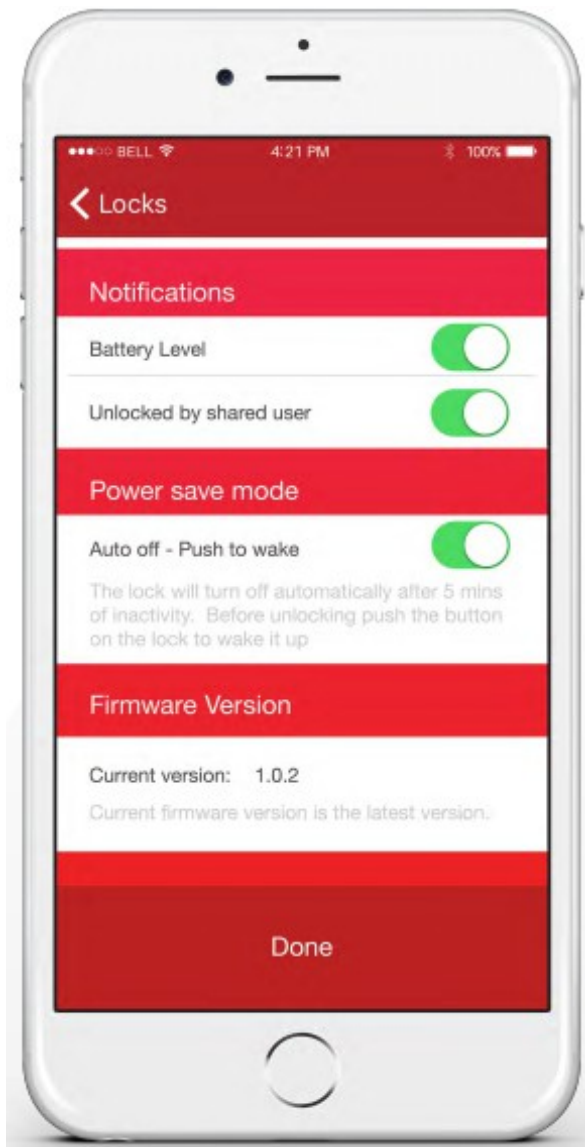 BELL 4:21 PM 100%
Locks
Notifications
Battery Level
Unlocked by shared user
Power save mode
Auto off - Push to wake
The lock will turn off automatically after 5 mins
of inactivity. Before unlocking push the button
on the lock to wake it up
Firmware Version
Current version: 1.0.2
Current firmware version is the latest version.
Done